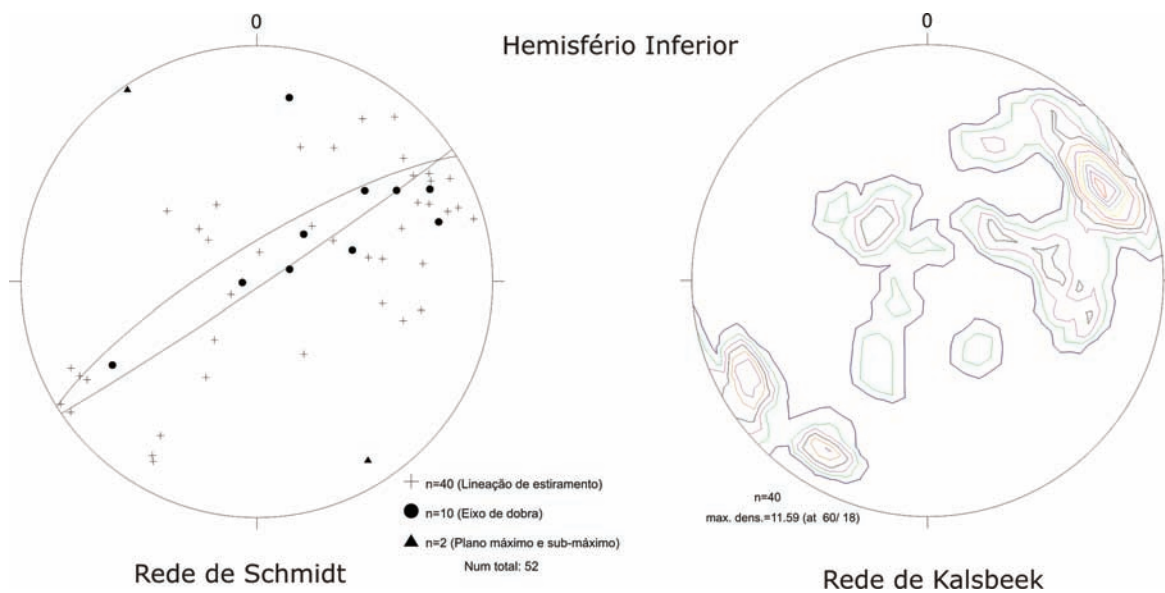 0
Hemisfério Inferior
0
n=40 (Lineação de estiramento)
n=10 (Eixo de dobra)
n=2 (Plano máximo e sub-máximo)
Num total: 52
Rede de Schmidt
n=40
max. dens.=11.59 (at 60/ 18)
Rede de Kalsbeek